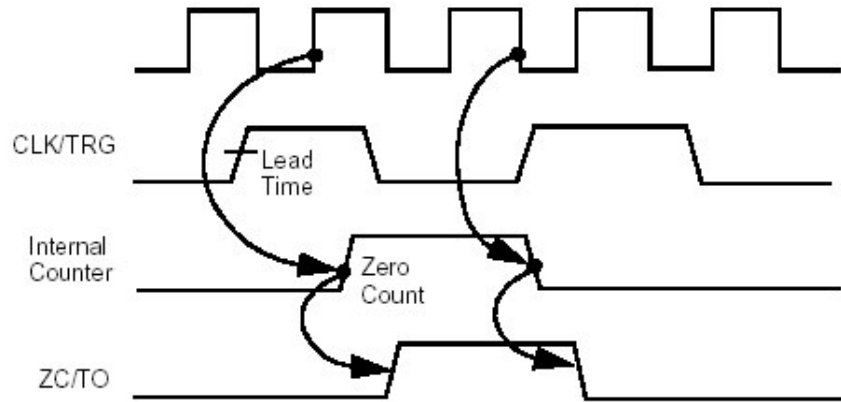 CLK/TRG
Lead
Time
Internal
Counter
Zero
Count
ZC/TO